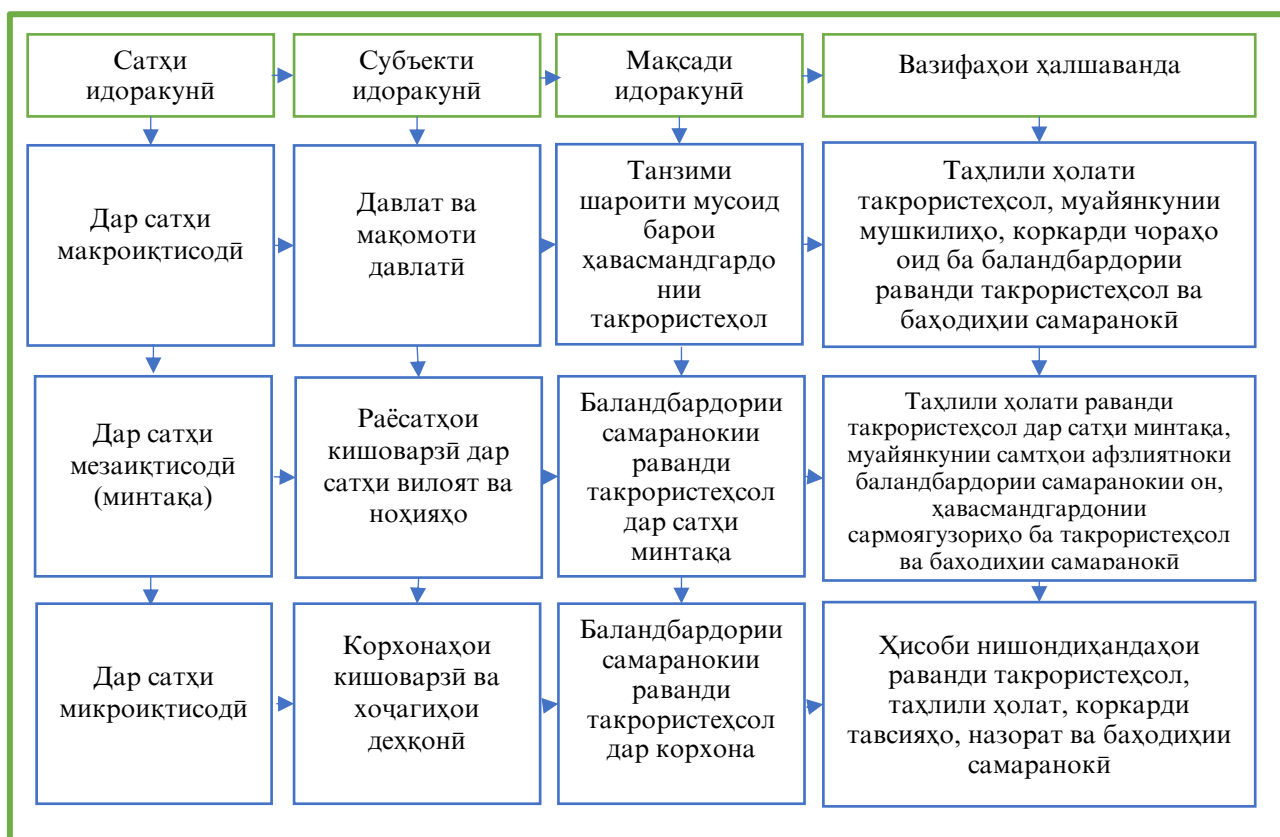 Сатҳи
идоракунӣ
Субъекти
идоракунӣ
Мақсади
идоракунӣ
Вазифаҳои ҳалшаванда
Дар сатҳи
макроиқтисодӣ
Давлат ва
мақомоти
давлатӣ
Танзими
шароити мусоид
барои
ҳавасмандгардо
нии
такрористеҳол
Таҳлили ҳолати
такрористеҳсол, муайянкунии
мушкилиҳо, коркарди чораҳо
оид ба баландбардории
раванди такрористеҳсол ва
баҳодиҳии самаранокӣ
Дар сатҳи
мезаиқтисодӣ
(минтақа)
Раёсатҳои
кишоварзӣ дар
сатҳи вилоят ва
ноҳияҳо
Баландбардории
самаранокии
раванди
такрористеҳсол
дар сатҳи
минтақа
Таҳлили ҳолати раванди
такрористеҳсол дар сатҳи минтақа,
муайянкунии самтҳои афзлиятноки
баландбардории самаранокии он,
ҳавасмандгардонии
сармоягузориҳо ба такрористеҳсол
ва баҳодиҳии самаранокӣ
Дар сатҳи
микроиқтисодӣ
Корхонаҳои
кишоварзӣ ва
хоҷагиҳои
деҳқонӣ
Баландбардории
самаранокии
раванди
такрористеҳсол
дар корхона
Ҳисоби нишондиҳандаҳои
раванди такрористеҳсол,
таҳлили ҳолат, коркарди
тавсияҳо, назорат ва баҳодиҳии
самаранокӣ